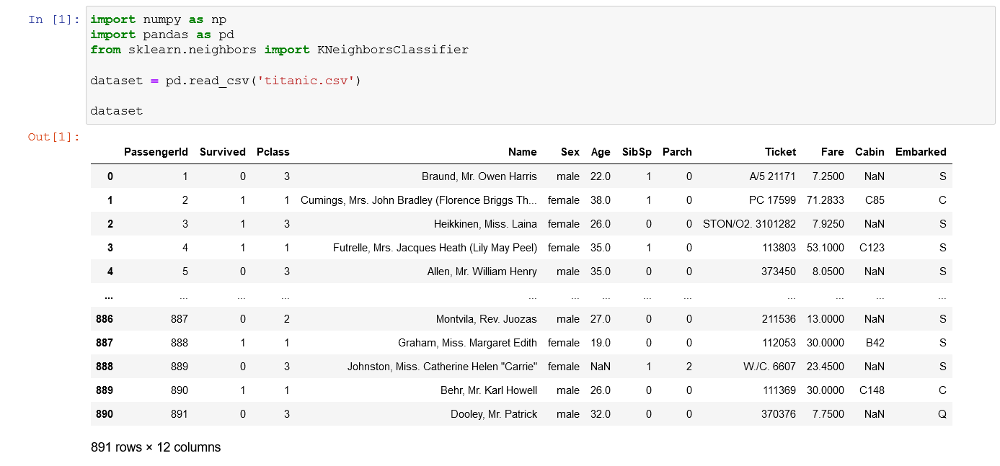 In [1]: import numpy as np
import pandas as pd
from sklearn.neighbors import KNeighborsClassifier
dataset = pd.read_csv('titanic.csv')
dataset
Out[1]:
PassengerId Survived Pclass Name Sex Age SibSp Parch Ticket Fare Cabin Embarked
0 1 0 3 Braund, Mr. Owen Harris male 22.0 1 0 A/5 21171 7.2500 NaN S
1 2 1 1 Cumings, Mrs. John Bradley (Florence Briggs Th... female 38.0 1 0 PC 17599 71.2833 C85 C
2 3 1 3 Heikkinen, Miss. Laina female 26.0 0 0 STON/O2. 3101282 7.9250 NaN S
3 4 1 1 Futrelle, Mrs. Jacques Heath (Lily May Peel) female 35.0 1 0 113803 53.1000 C123 S
4 5 0 3 Allen, Mr. William Henry male 35.0 0 0 373450 8.0500 NaN S
... ... ... ... ... ... ... ... ... ... ... ... ...
886 887 0 2 Montvila, Rev. Juozas male 27.0 0 0 211536 13.0000 NaN S
887 888 1 1 Graham, Miss. Margaret Edith female 19.0 0 0 112053 30.0000 B42 S
888 889 0 3 Johnston, Miss. Catherine Helen "Carrie" female NaN 1 2 W./C. 6607 23.4500 NaN S
889 890 1 1 Behr, Mr. Karl Howell male 26.0 0 0 111369 30.0000 C148 C
890 891 0 3 Dooley, Mr. Patrick male 32.0 0 0 370376 7.7500 NaN Q
891 rows × 12 columns